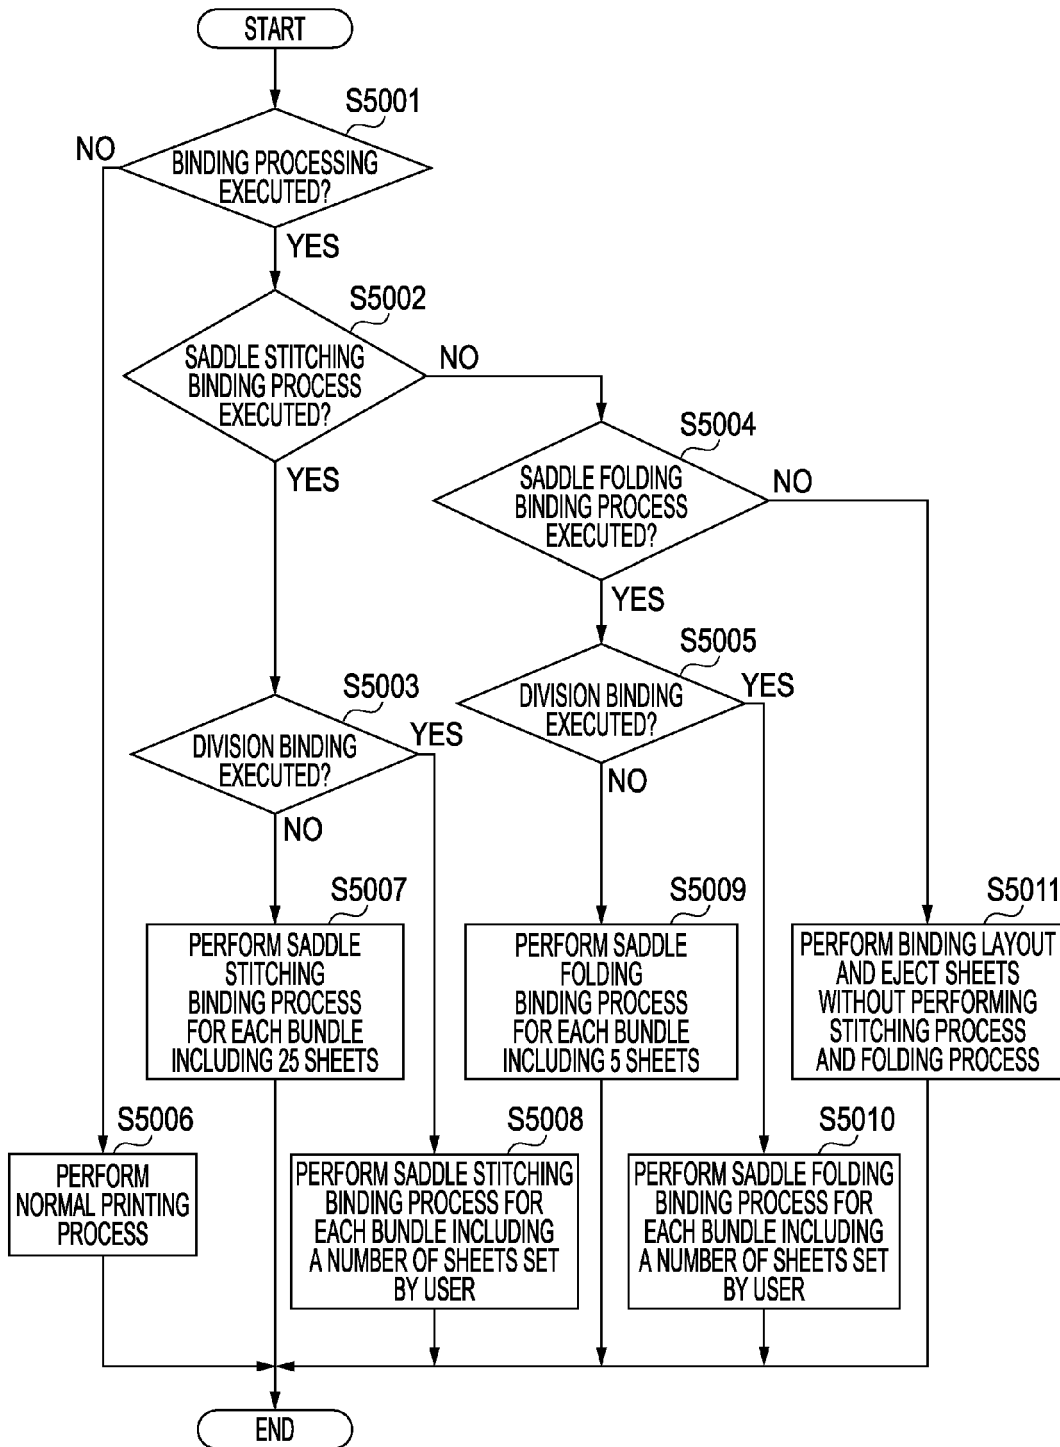 START
S5001
NO
BINDING PROCESSING
EXECUTED?
YES
S5002
SADDLE STITCHING
BINDING PROCESS
EXECUTED?
NO
YES
S5004
SADDLE FOLDING
BINDING PROCESS
EXECUTED?
NO
YES
S5005
DIVISION BINDING
EXECUTED?
YES
NO
S5003
DIVISION BINDING
EXECUTED?
YES
NO
S5007
PERFORM SADDLE
STITCHING
BINDING PROCESS
FOR EACH BUNDLE
INCLUDING 25 SHEETS
S5009
PERFORM SADDLE
FOLDING
BINDING PROCESS
FOR EACH BUNDLE
INCLUDING 5 SHEETS
S5011
PERFORM BINDING LAYOUT
AND EJECT SHEETS
WITHOUT PERFORMING
STITCHING PROCESS
AND FOLDING PROCESS
S5006
PERFORM
NORMAL PRINTING
PROCESS
S5008
PERFORM SADDLE STITCHING
BINDING PROCESS FOR
EACH BUNDLE INCLUDING
A NUMBER OF SHEETS SET
BY USER
S5010
PERFORM SADDLE FOLDING
BINDING PROCESS FOR
EACH BUNDLE INCLUDING
A NUMBER OF SHEETS SET
BY USER
END